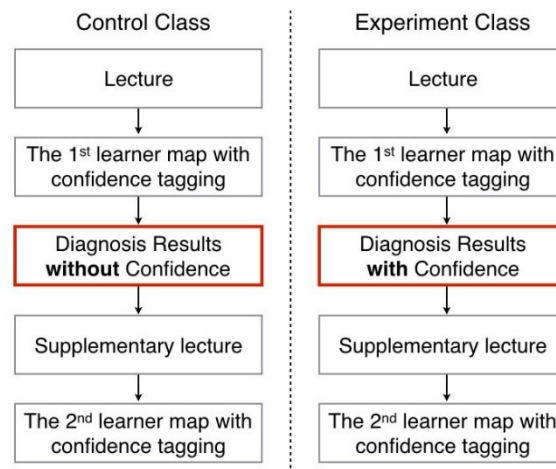 Control Class
Lecture
The 1st learner map with
confidence tagging
Diagnosis Results
without Confidence
Supplementary lecture
The 2nd learner map with
confidence tagging
Experiment Class
Lecture
The 1st learner map with
confidence tagging
Diagnosis Results
with Confidence
Supplementary lecture
The 2nd learner map with
confidence tagging